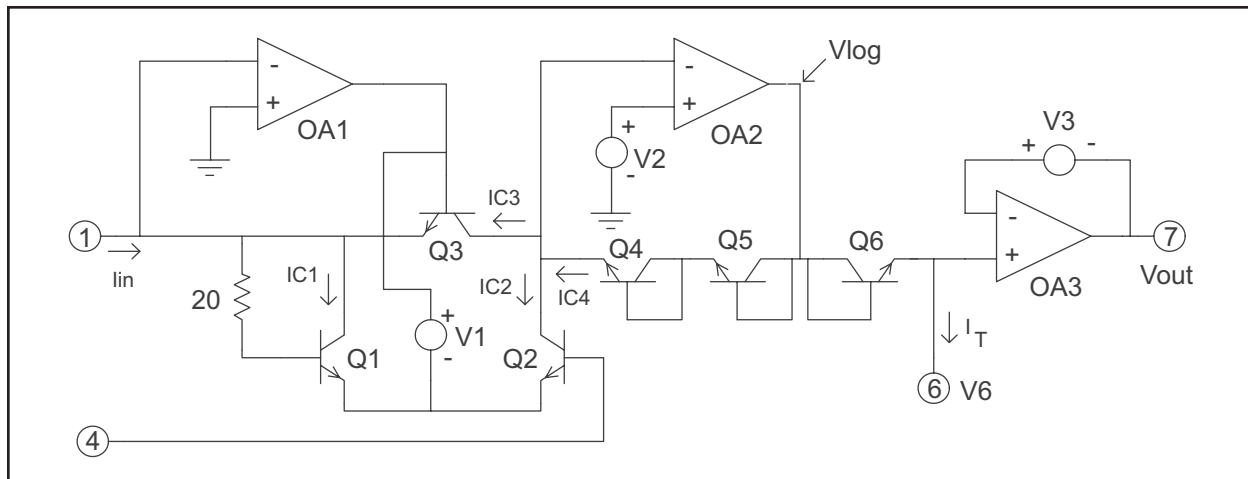 Vlog
-
+
OA1
-
+
OA2
V3
+
-
+
V2
-
IC3
-
+
OA3
1
Iin
Q3
Q4
Q5
Q6
7
Vout
20
IC1
IC2
IC4
+
V1
-
I T
Q1
Q2
6
V6
4